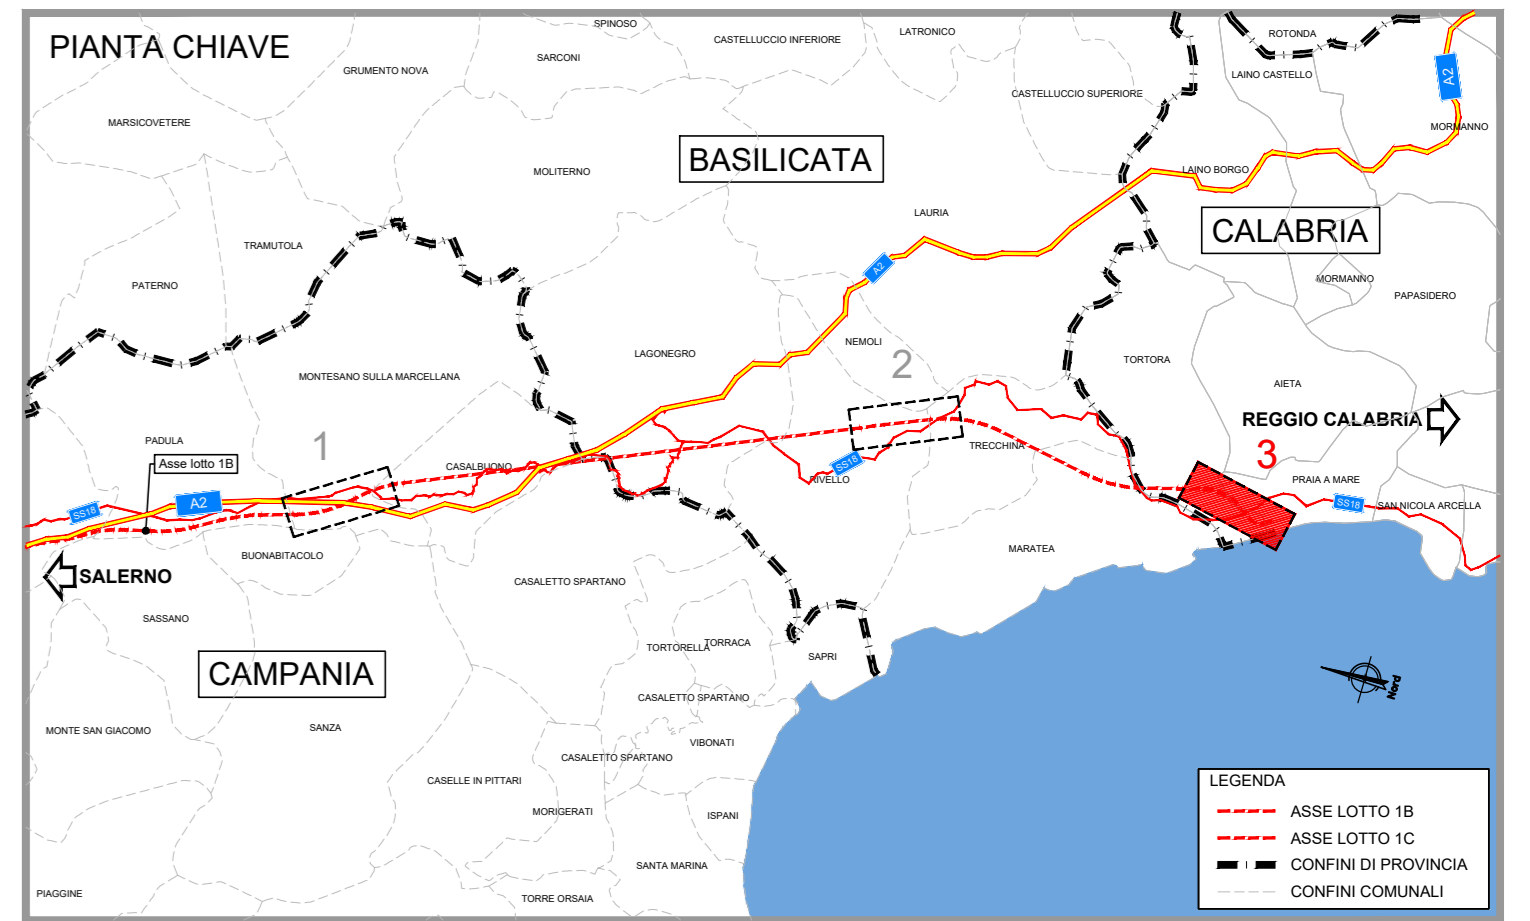 PIANTA CHIAVE
SPINOSO
SARCONI
GRUMENTO NOVA
CASTELLUCCIO INFERIORE
LATRONICO
ROTONDA
LAINO CASTELLO
A2
CASTELLUCCIO SUPERIORE
MARSICOVETERE
MORMANNO
BASILICATA
MOLITERNO
LAINO BORGO
LAURIA
CALABRIA
TRAMUTOLA
A2
MORMANNO
PATERNO
PAPASIDERO
NEMOLI
LAGONEGRO
2
TORTORA
MONTESANO SULLA MARCELLANA
AIETA
REGGIO CALABRIA
1
PADULA
TRECCHINA
3
Asse lotto 1B
CASALBUONO
SS18
RIVELLO
PRAIA A MARE
A2
SS18
SS18
SAN NICOLA ARCELLA
BUONABITACOLO
MARATEA
SALERNO
CASALETTO SPARTANO
SASSANO
TORTORELLA
TORRACA
SAPRI
CAMPANIA
Nord
CASALETTO SPARTANO
MONTE SAN GIACOMO
SANZA
VIBONATI
CASALETTO SPARTANO
CASELLE IN PITTARI
MORIGERATI
ISPANI
SANTA MARINA
PIAGGINE
TORRE ORSAIA
LEGENDA
ASSE LOTTO 1B
ASSE LOTTO 1C
CONFINI DI PROVINCIA
CONFINI COMUNALI